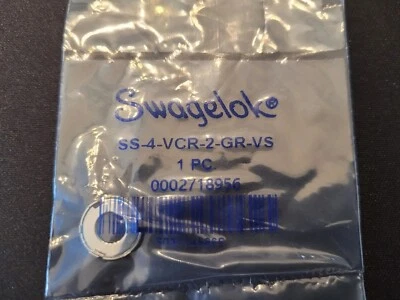 Swagelok®
SS-4-VCR-2-GR-VS
1 PC.
0002718956